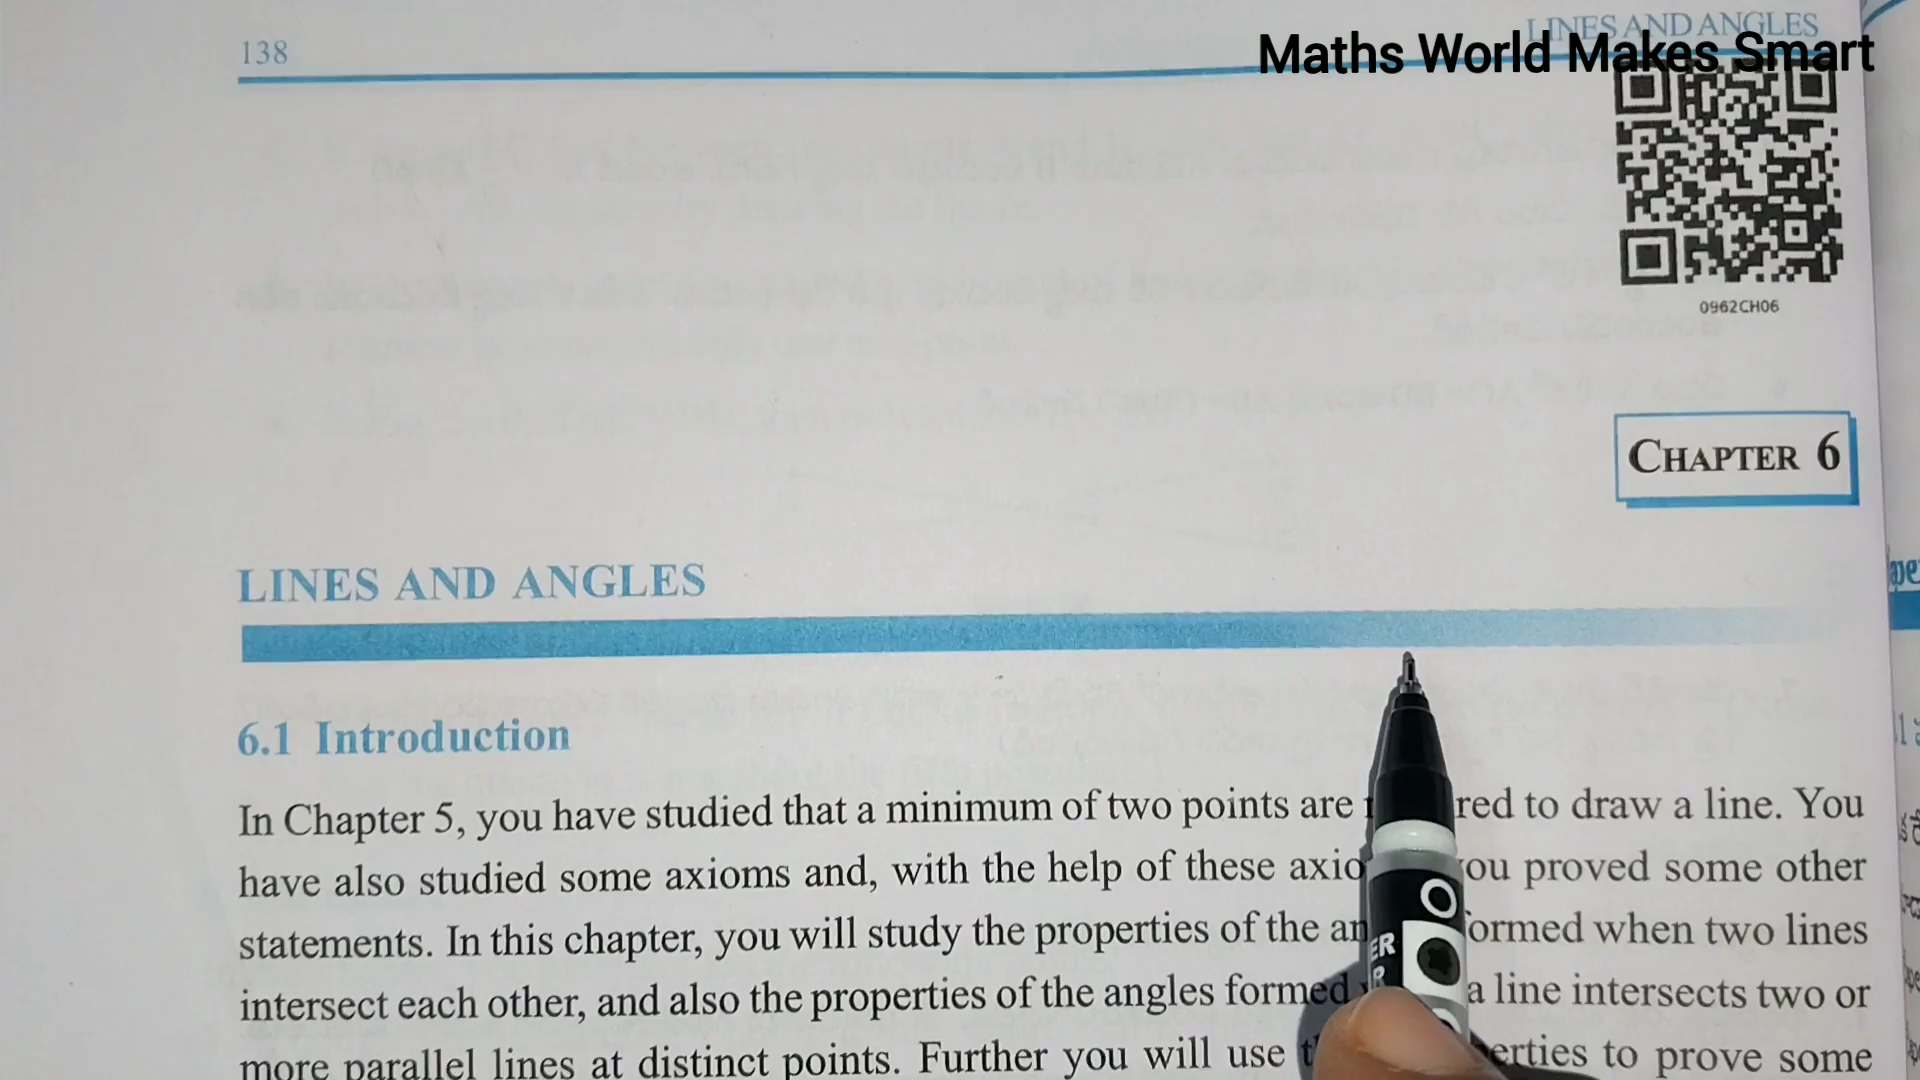 138
LINES AND ANGLES
Maths World Makes Smart
0962CH06
CHAPTER 6
LINES AND ANGLES
6.1 Introduction
In Chapter 5, you have studied that a minimum of two points are red to draw a line. You
have also studied some axioms and, with the help of these axio ou proved some other
statements. In this chapter, you will study the properties of the an ormed when two lines
intersect each other, and also the properties of the angles formed a line intersects two or
more parallel lines at distinct points. Further you will use t erties to prove some